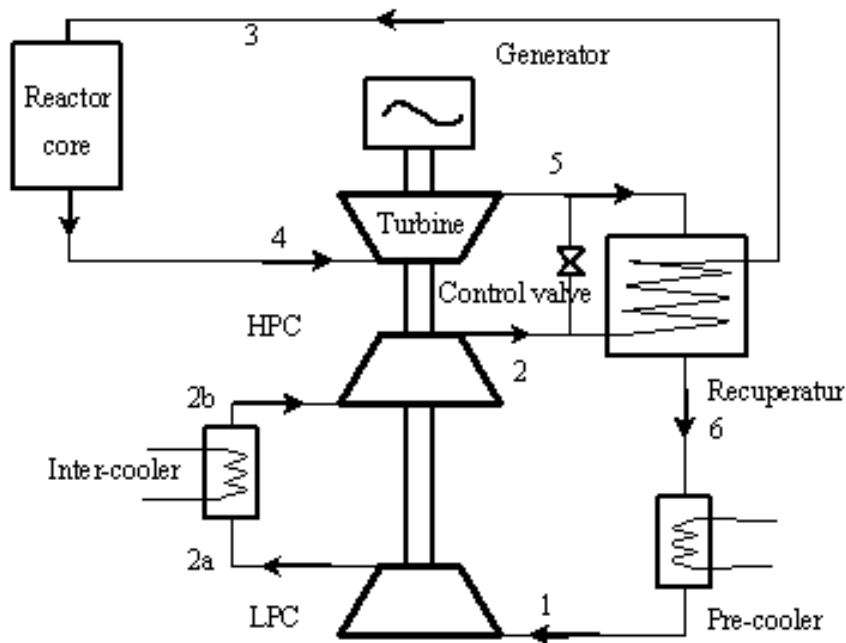 3
Generator
Reactor
core
5
Turbine
4
Control valve
HPC
2
2b
Recuperatur
6
Inter-cooler
2a
1
LPC
Pre-cooler